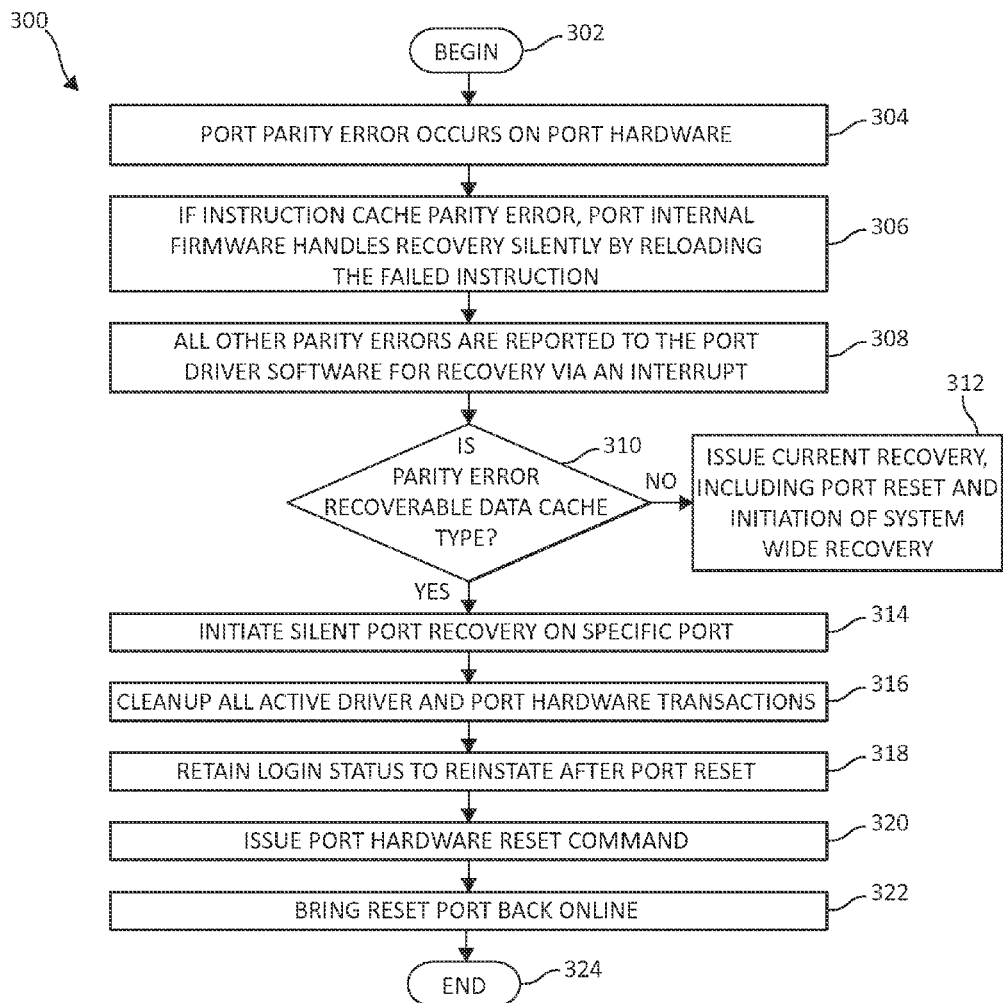 300
BEGIN
302
PORT PARITY ERROR OCCURS ON PORT HARDWARE
304
IF INSTRUCTION CACHE PARITY ERROR, PORT INTERNAL
FIRMWARE HANDLES RECOVERY SILENTLY BY RELOADING
THE FAILED INSTRUCTION
306
ALL OTHER PARITY ERRORS ARE REPORTED TO THE PORT
DRIVER SOFTWARE FOR RECOVERY VIA AN INTERRUPT
308
IS
PARITY ERROR
RECOVERABLE DATA CACHE
TYPE?
310
NO
312
ISSUE CURRENT RECOVERY,
INCLUDING PORT RESET AND
INITIATION OF SYSTEM
WIDE RECOVERY
YES
INITIATE SILENT PORT RECOVERY ON SPECIFIC PORT
314
CLEANUP ALL ACTIVE DRIVER AND PORT HARDWARE TRANSACTIONS
316
RETAIN LOGIN STATUS TO REINSTATE AFTER PORT RESET
318
ISSUE PORT HARDWARE RESET COMMAND
320
BRING RESET PORT BACK ONLINE
322
END
324